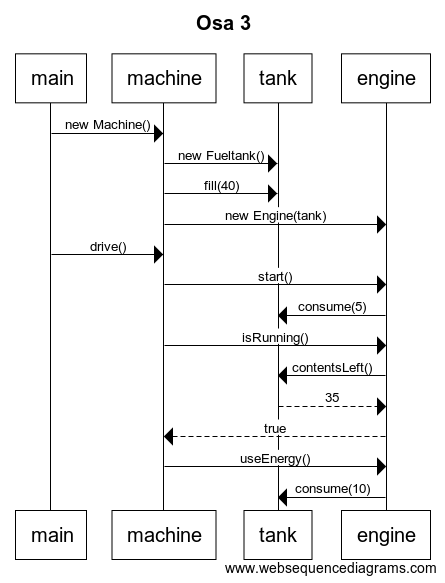 Osa 3
main machine tank engine
new Machine()
new Fueltank()
fill(40)
new Engine(tank)
drive()
start()
consume(5)
isRunning()
contentsLeft()
35
true
useEnergy()
consume(10)
main machine tank engine
www.websequencediagrams.com